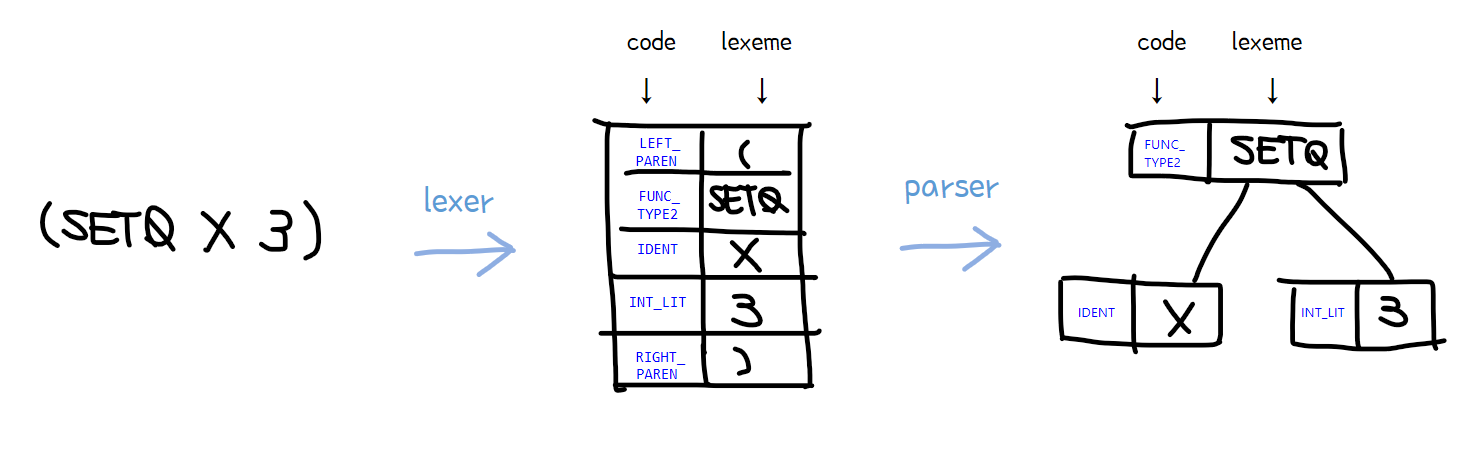 (SETQ X 3)
lexer
code lexeme
LEFT_
PAREN
(
FUNC_
TYPE2
SETQ
IDENT
X
INT_LIT
3
RIGHT_
PAREN
)
parser
code lexeme
FUNC_
TYPE2
SETQ
IDENT
X
INT_LIT
3